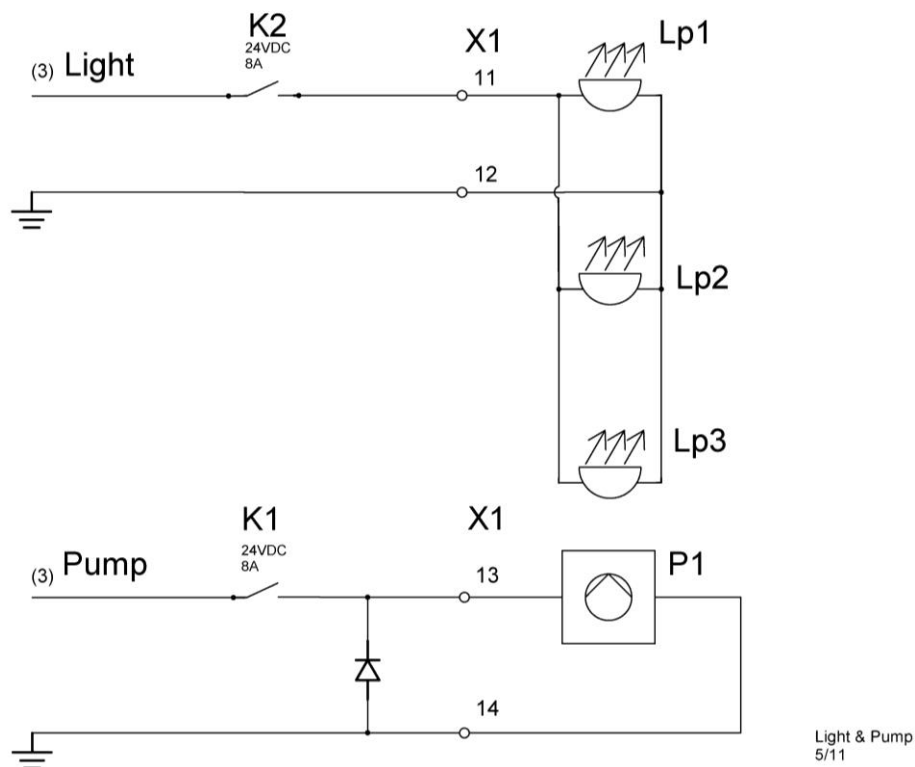 K2
24VDC
8A
X1
Lp1
(3) Light
11
12
Lp2
Lp3
K1
24VDC
8A
X1
(3) Pump
13
P1
14
Light & Pump
5/11